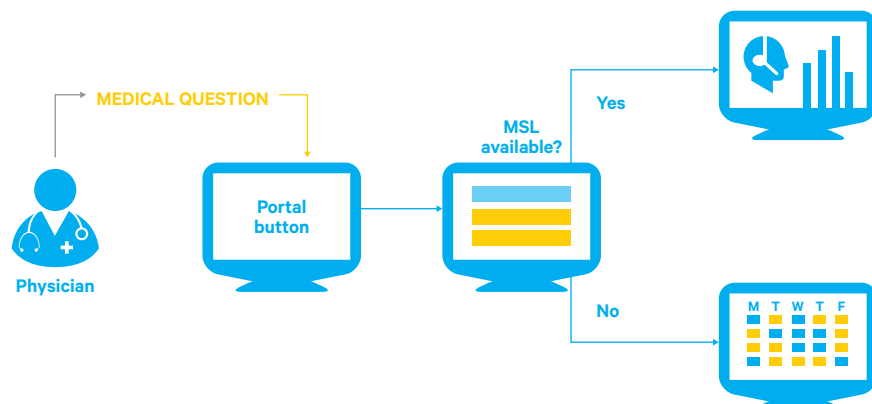 MEDICAL QUESTION
Physician
Portal
button
MSL
available?
Yes
No
M T W T F